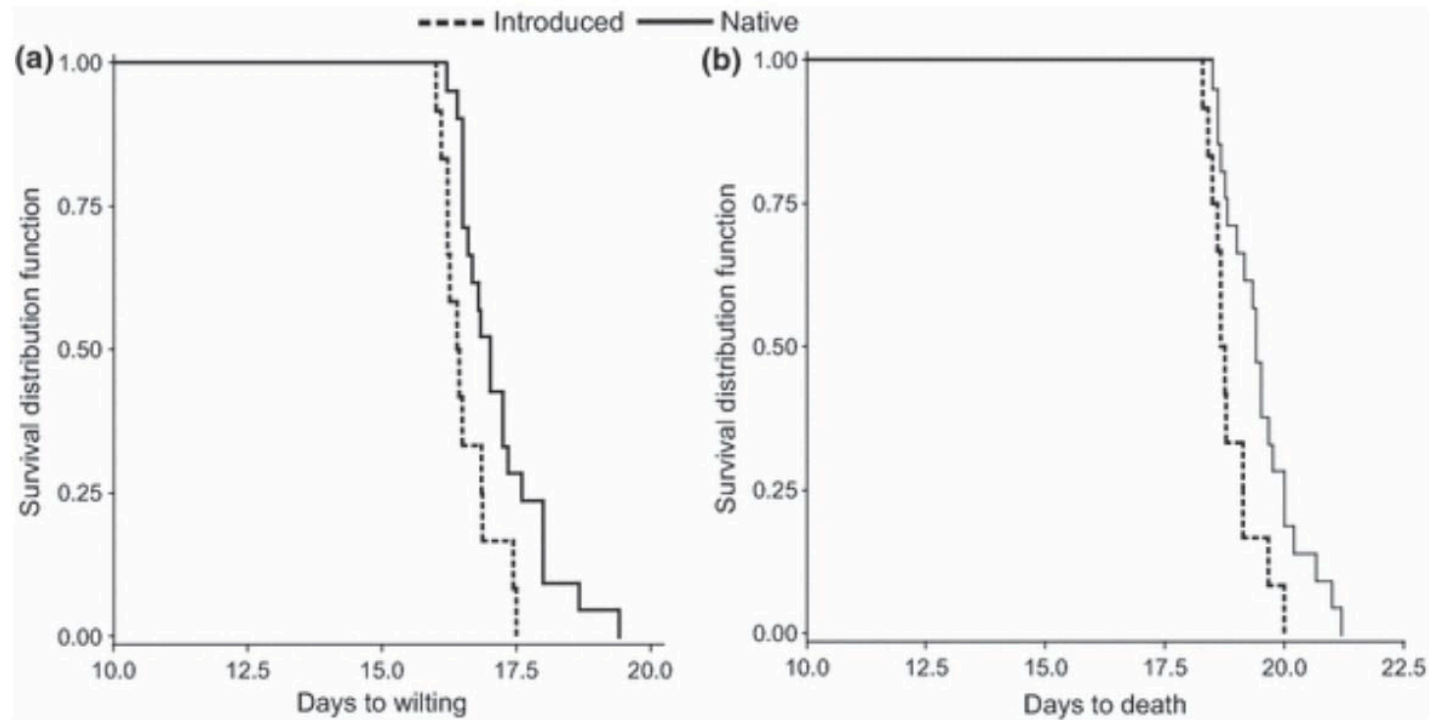 Introduced Native
(a)
Survival distribution function
1.00
0.75
0.50
0.25
0.00
10.0 12.5 15.0 17.5 20.0
Days to wilting
(b)
Survival distribution function
1.00
0.75
0.50
0.25
0.00
10.0 12.5 15.0 17.5 20.0 22.5
Days to death